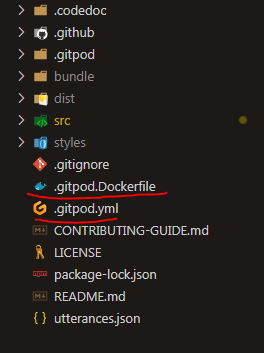 .codedoc
.github
.gitpod
bundle
dist
src
styles
.gitignore
.gitpod.Dockerfile
.gitpod.yml
CONTRIBUTING-GUIDE.md
LICENSE
package-lock.json
README.md
utterances.json